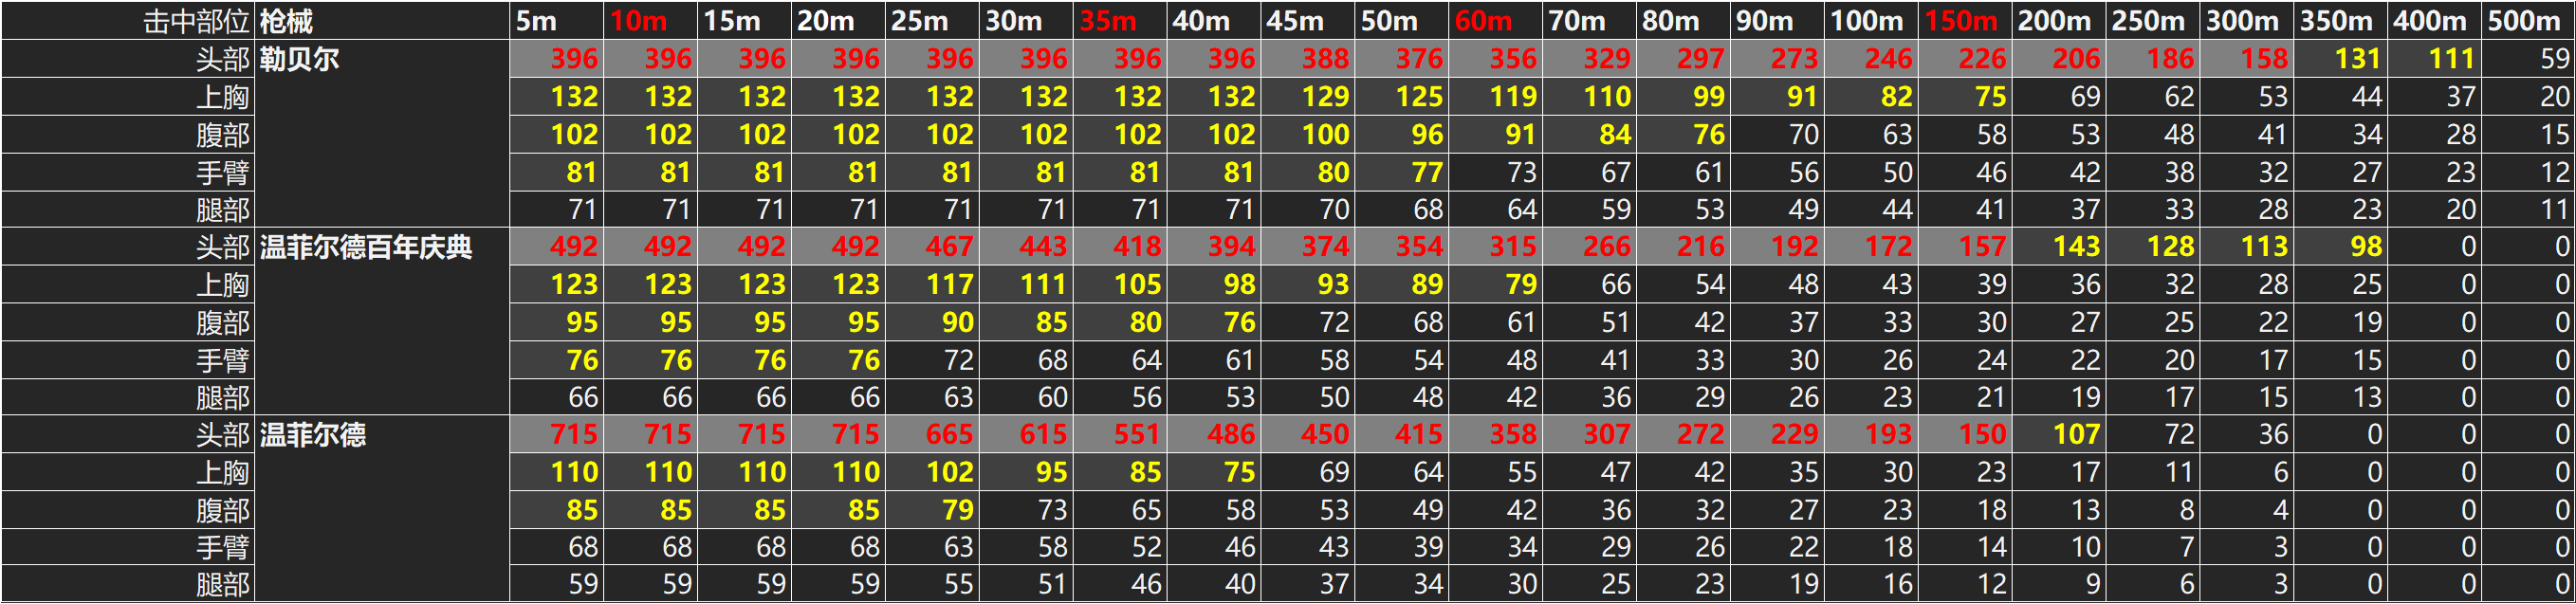 击中部位 枪械 5m 10m 15m 20m 25m 30m 35m 40m 45m 50m 60m 70m 80m 90m 100m 150m 200m 250m 300m 350m 400m 500m
头部 勒贝尔 396 396 396 396 396 396 396 396 388 376 356 329 297 273 246 226 206 186 158 131 111 59
上胸 132 132 132 132 132 132 132 132 129 125 119 110 99 91 82 75 69 62 53 44 37 20
腹部 102 102 102 102 102 102 102 102 100 96 91 84 76 70 63 58 53 48 41 34 28 15
手臂 81 81 81 81 81 81 81 81 80 77 73 67 61 56 50 46 42 38 32 27 23 12
腿部 71 71 71 71 71 71 71 71 70 68 64 59 53 49 44 41 37 33 28 23 20 11
头部 温菲尔德百年庆典 492 492 492 492 467 443 418 394 374 354 315 266 216 192 172 157 143 128 113 98 0 0
上胸 123 123 123 123 117 111 105 98 93 89 79 66 54 48 43 39 36 32 28 25 0 0
腹部 95 95 95 95 90 85 80 76 72 68 61 51 42 37 33 30 27 25 22 19 0 0
手臂 76 76 76 76 72 68 64 61 58 54 48 41 33 30 26 24 22 20 17 15 0 0
腿部 66 66 66 66 63 60 56 53 50 48 42 36 29 26 23 21 19 17 15 13 0 0
头部 温菲尔德 715 715 715 715 665 615 551 486 450 415 358 307 272 229 193 150 107 72 36 0 0 0
上胸 110 110 110 110 102 95 85 75 69 64 55 47 42 35 30 23 17 11 6 0 0 0
腹部 85 85 85 85 79 73 65 58 53 49 42 36 32 27 23 18 13 8 4 0 0 0
手臂 68 68 68 68 63 58 52 46 43 39 34 29 26 22 18 14 10 7 3 0 0 0
腿部 59 59 59 59 55 51 46 40 37 34 30 25 23 19 16 12 9 6 3 0 0 0